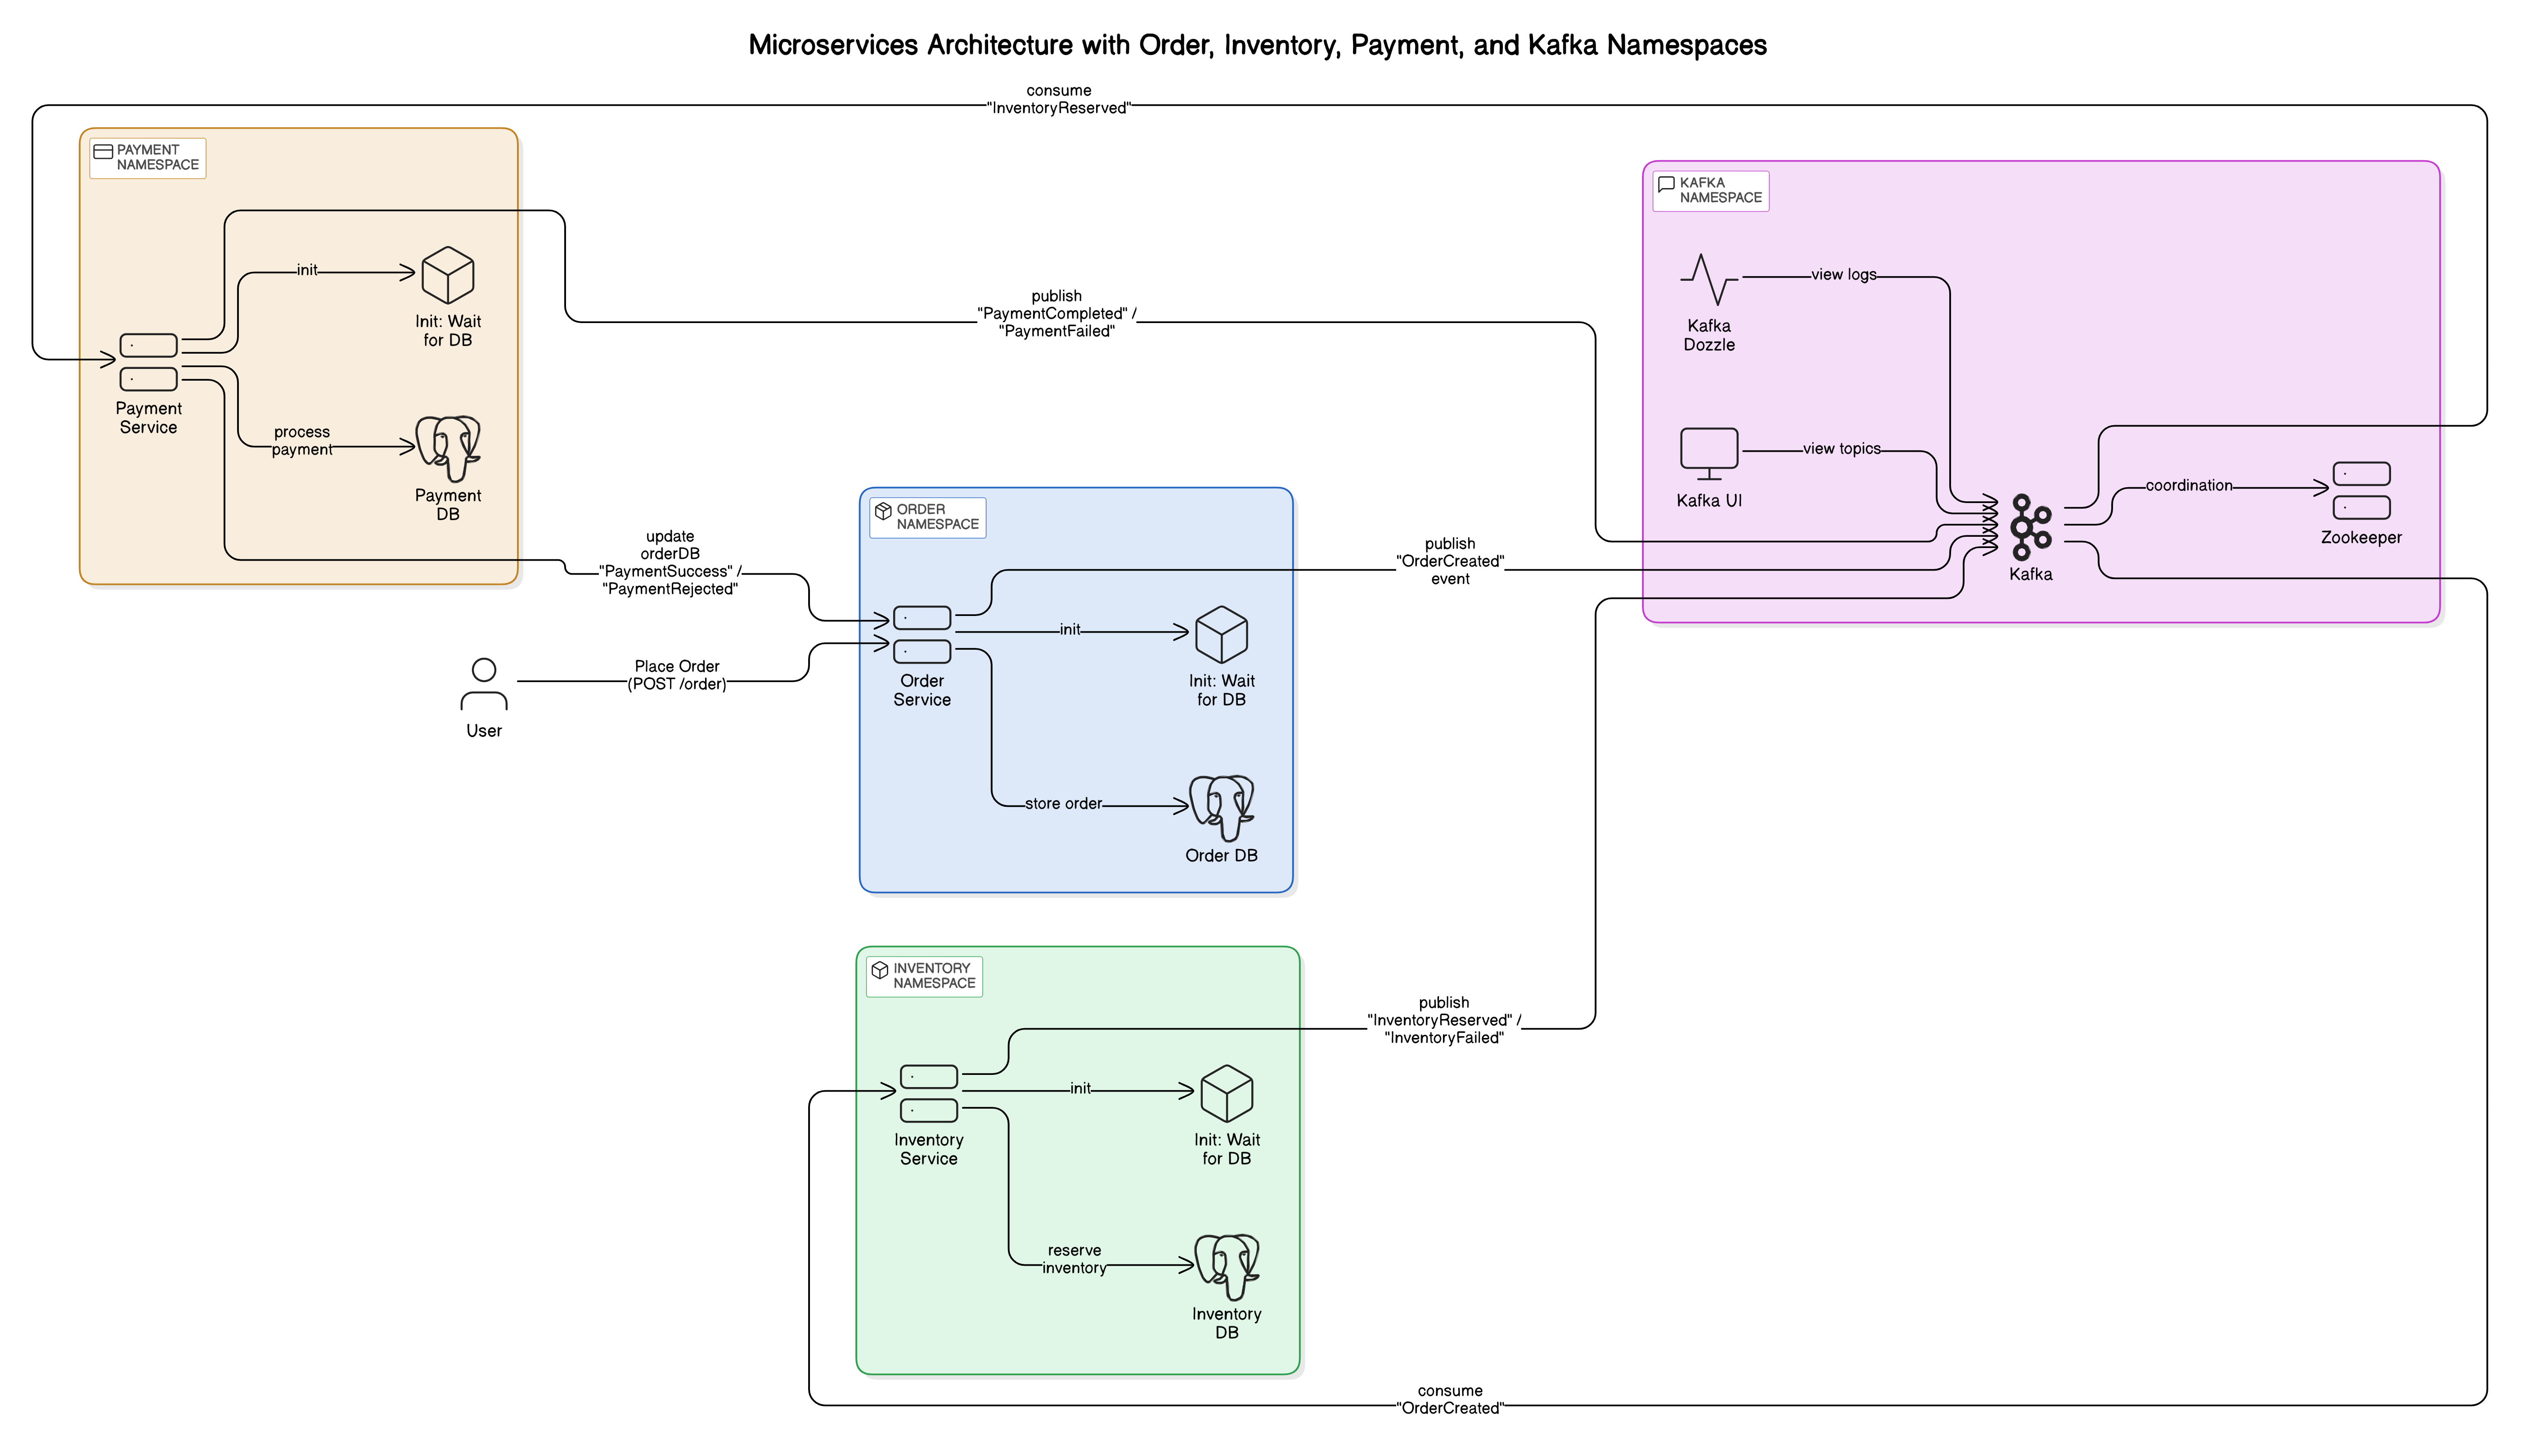 Microservices Architecture with Order, Inventory, Payment, and Kafka Namespaces
consume
"InventoryReserved"
PAYMENT
NAMESPACE
init
Init: Wait
for DB
Payment
Service
process
payment
Payment
DB
publish
"PaymentCompleted" /
"PaymentFailed"
KAFKA
NAMESPACE
view logs
Kafka
Dozzle
view topics
Kafka UI
coordination
Zookeeper
Kafka
update
orderDB
"PaymentSuccess" /
"PaymentRejected"
Place Order
(POST /order)
User
ORDER
NAMESPACE
publish
"OrderCreated"
event
init
Order
Service
Init: Wait
for DB
store order
Order DB
INVENTORY
NAMESPACE
publish
"InventoryReserved" /
"InventoryFailed"
init
Inventory
Service
Init: Wait
for DB
reserve
inventory
Inventory
DB
consume
"OrderCreated"